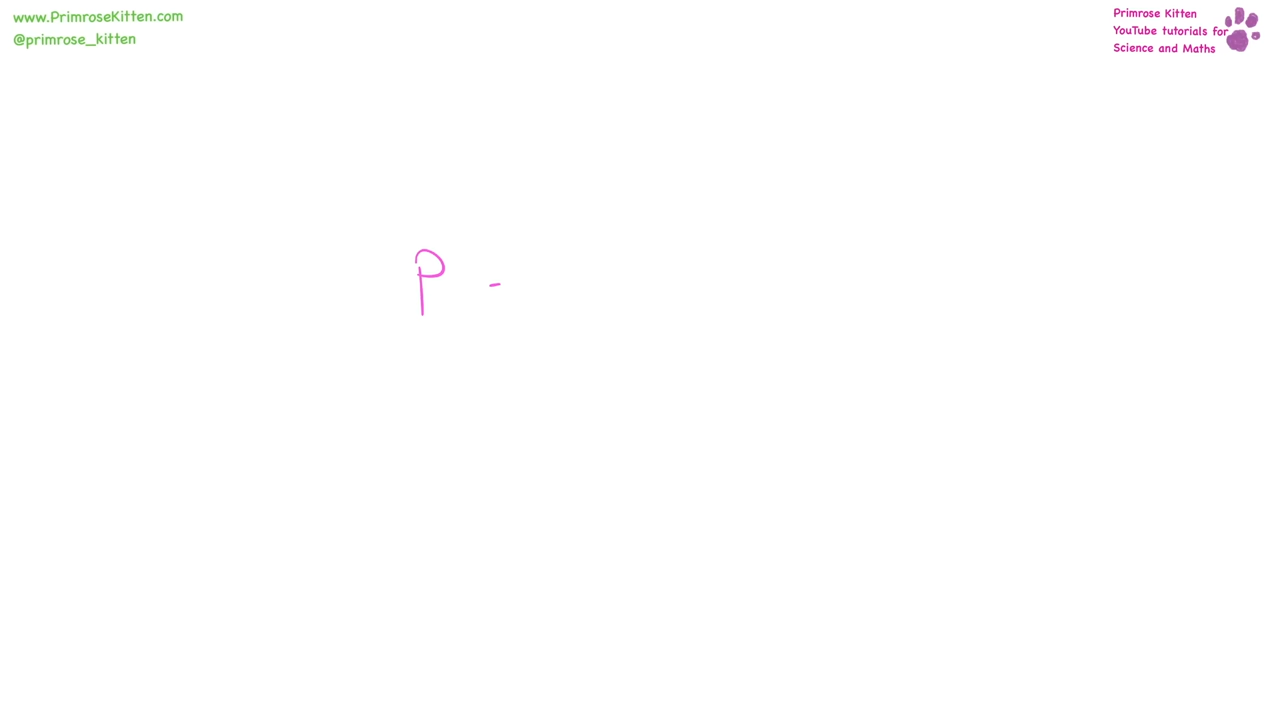 www.PrimroseKitten.com
@primrose_kitten
Primrose Kitten
YouTube tutorials for
Science and Maths
P -